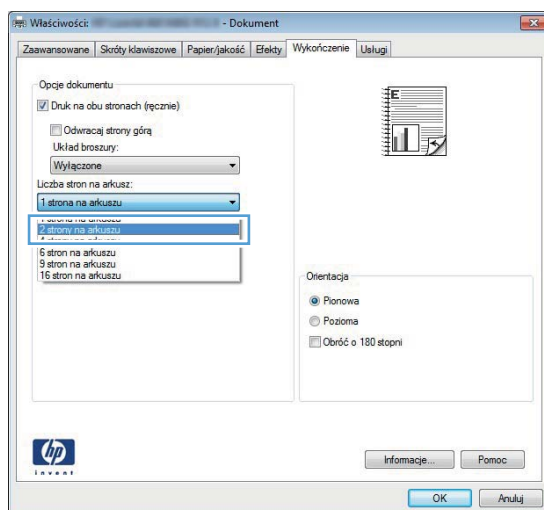 Właściwości: - Dokument
Zaawansowane Skróty klawiszowe Papier/jakość Efekty Wykończenie Usługi
Opcje dokumentu
Druk na obu stronach (ręcznie)
Odwracaj strony górą
Układ broszury:
Wyłączone
Liczba stron na arkusz:
1 strona na arkuszu
2 strony na arkuszu
6 stron na arkuszu
9 stron na arkuszu
16 stron na arkuszu
E
Orientacja
Pionowa
Pozioma
Obróć o 180 stopni
hp
invent
Informacje... Pomoc
OK Anuluj